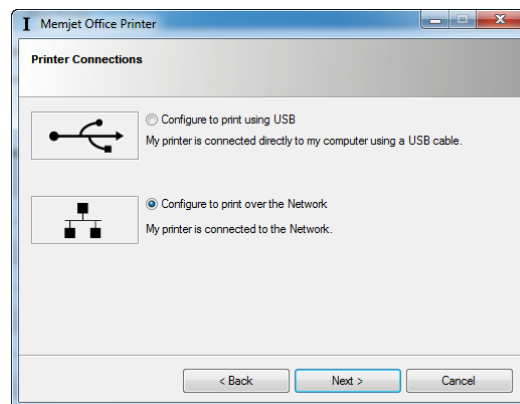 Memjet Office Printer
Printer Connections
Configure to print using USB
My printer is connected directly to my computer using a USB cable.
Configure to print over the Network
My printer is connected to the Network.
< Back
Next >
Cancel